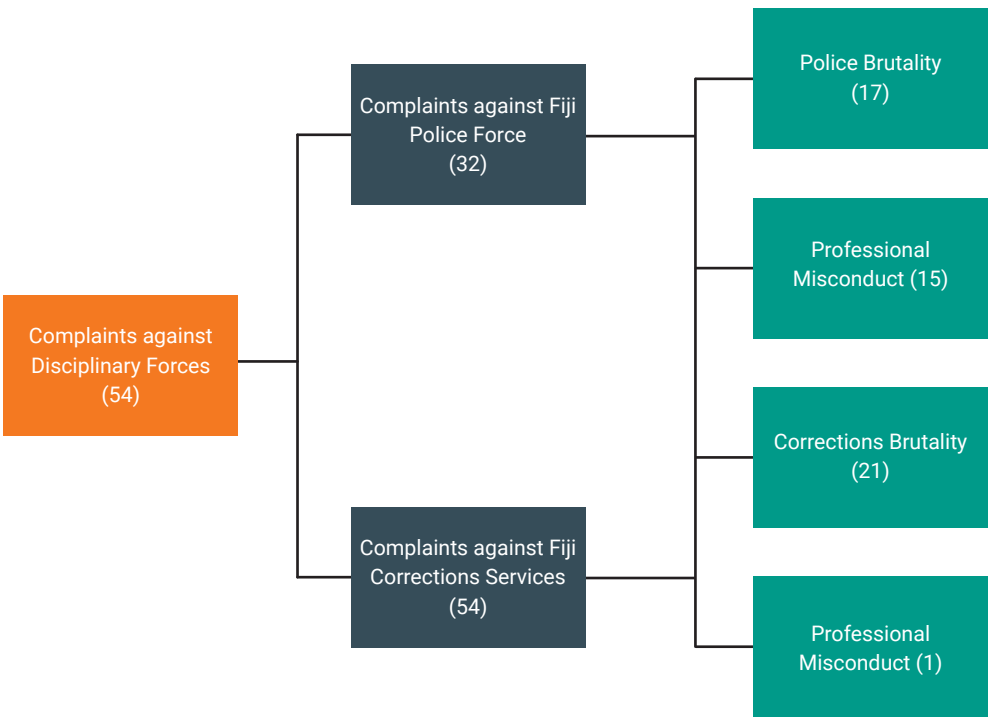 Complaints against
Disciplinary Forces
(54)
Complaints against Fiji
Police Force
(32)
Complaints against Fiji
Corrections Services
(54)
Police Brutality
(17)
Professional
Misconduct (15)
Corrections Brutality
(21)
Professional
Misconduct (1)